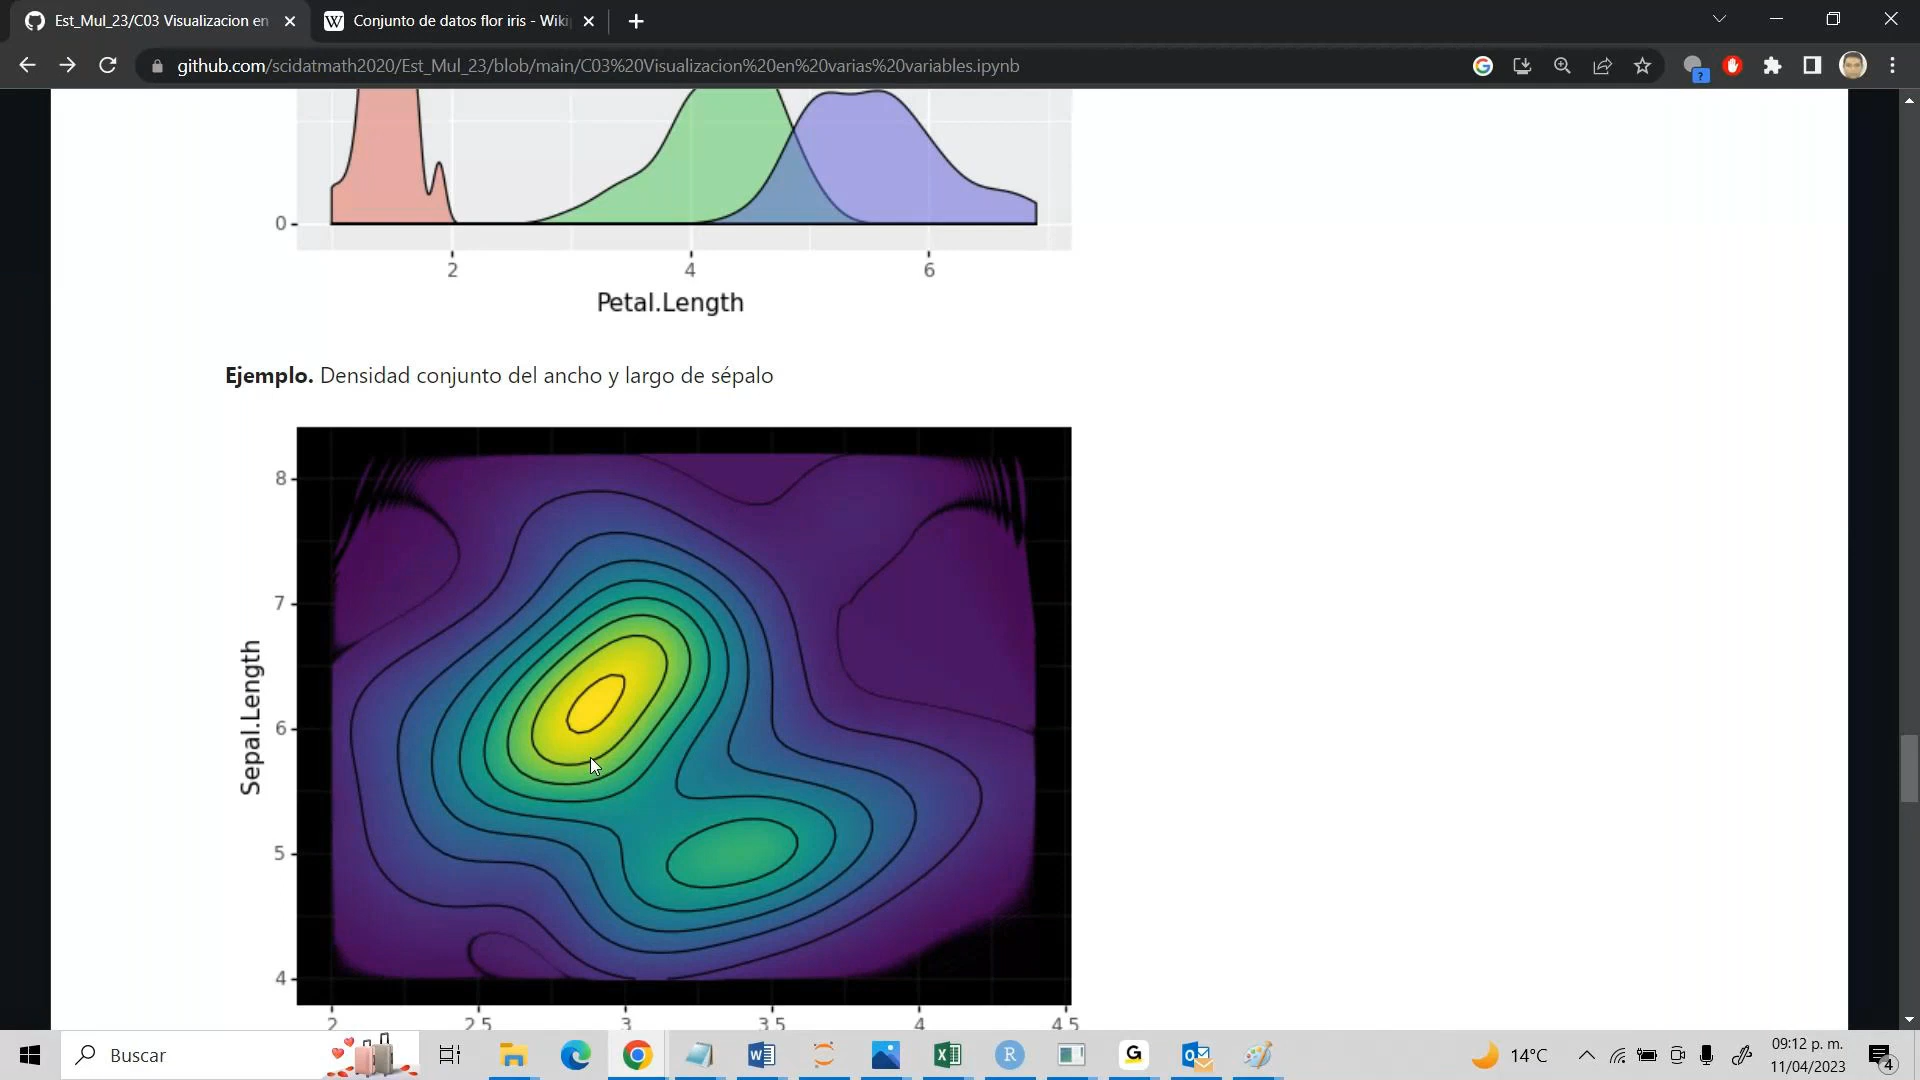 Est_Mul_23/C03 Visualizacion en
Conjunto de datos flor iris - Wiki
github.com/scidatmath2020/Est_Mul_23/blob/main/C03%20Visualizacion%20en%20varias%20variables.ipynb
0
2 4 6
Petal.Length
Ejemplo. Densidad conjunto del ancho y largo de sépalo
8
7
6
5
4
Sepal.Length
2 2.5 3 3.5 4 4.5
Buscar
14°C
09:12 p. m.
11/04/2023
4